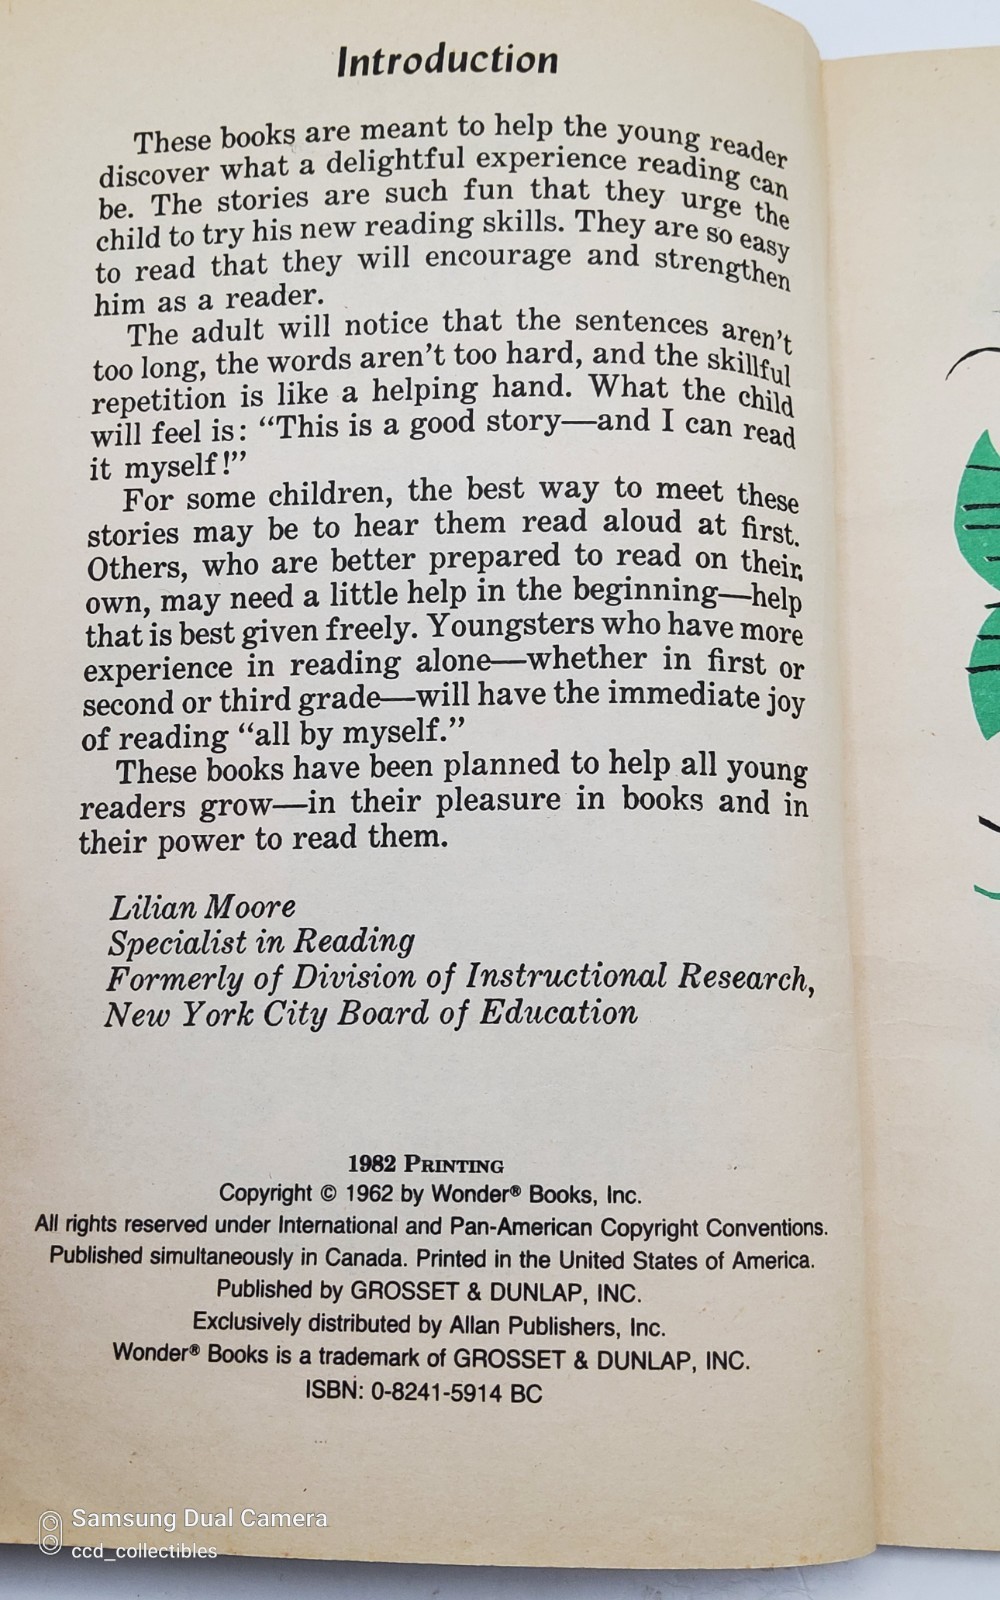 Introduction
These books are meant to help the young reader
discover what a delightful experience reading can
be. The stories are such fun that they urge the
child to try his new reading skills. They are so easy
to read that they will encourage and strengthen
him as a reader.
The adult will notice that the sentences aren't
too long, the words aren't too hard, and the skillful
repetition is like a helping hand. What the child
will feel is: “This is a good story—and I can read
it myself!”
For some children, the best way to meet these
stories may be to hear them read aloud at first.
Others, who are better prepared to read on their
own, may need a little help in the beginning—help
that is best given freely. Youngsters who have more
experience in reading alone—whether in first or
second or third grade—will have the immediate joy
of reading “all by myself.”
These books have been planned to help all young
readers grow—in their pleasure in books and in
their power to read them.
Lilian Moore
Specialist in Reading
Formerly of Division of Instructional Research,
New York City Board of Education
1982 PRINTING
Copyright © 1962 by Wonder® Books, Inc.
All rights reserved under International and Pan-American Copyright Conventions.
Published simultaneously in Canada. Printed in the United States of America.
Published by GROSSET & DUNLAP, INC.
Exclusively distributed by Allan Publishers, Inc.
Wonder® Books is a trademark of GROSSET & DUNLAP, INC.
ISBN: 0-8241-5914 BC
Samsung Dual Camera
ccd_collectibles